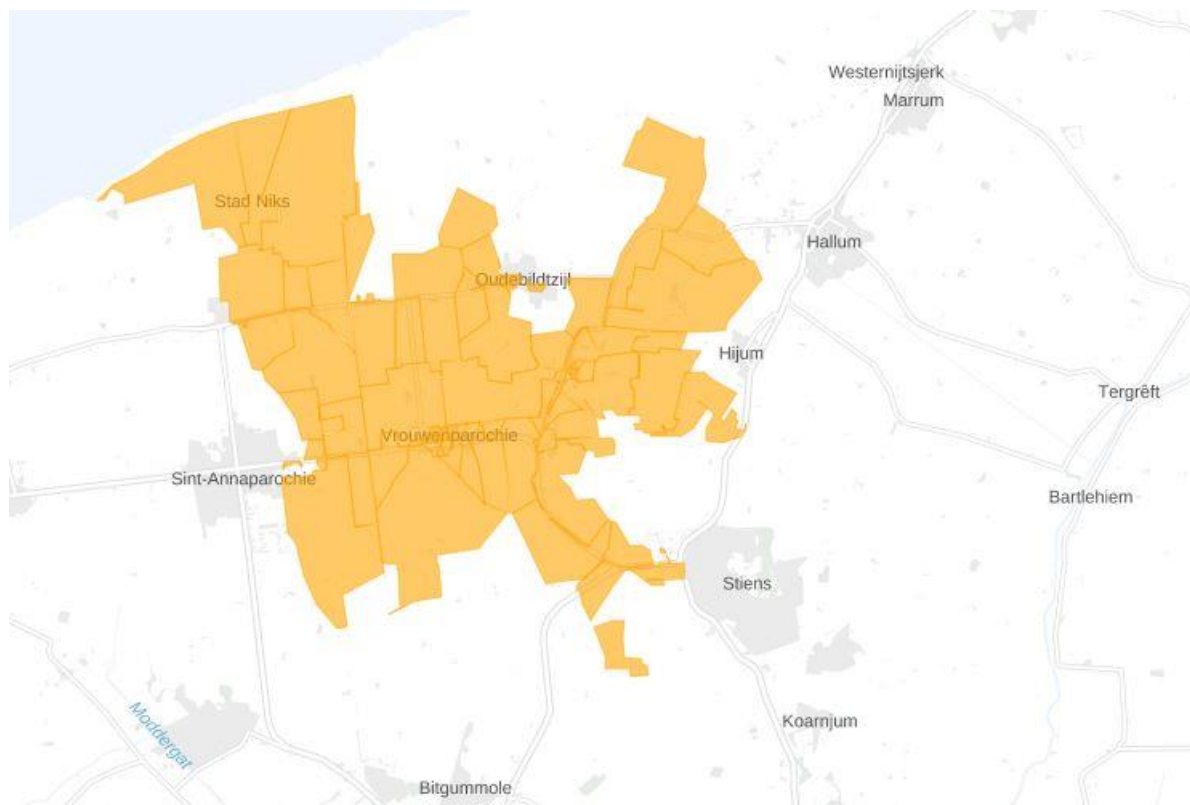 Westernijtsjerk
Marrum
Stad Niks
Hallum
Oudebildtzijl
Hijum
Tergrêft
Vrouwenparochie
Sint-Annaparochie
Bartlehiem
Stiens
Koarnjum
Moddergat
Bitgummole